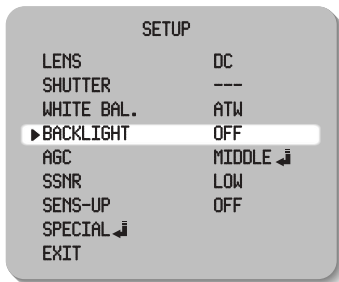 SETUP
LENS DC
SHUTTER ---
WHITE BAL. ATW
BACKLIGHT OFF
AGC MIDDLE
SSNR LOW
SENS-UP OFF
SPECIAL
EXIT